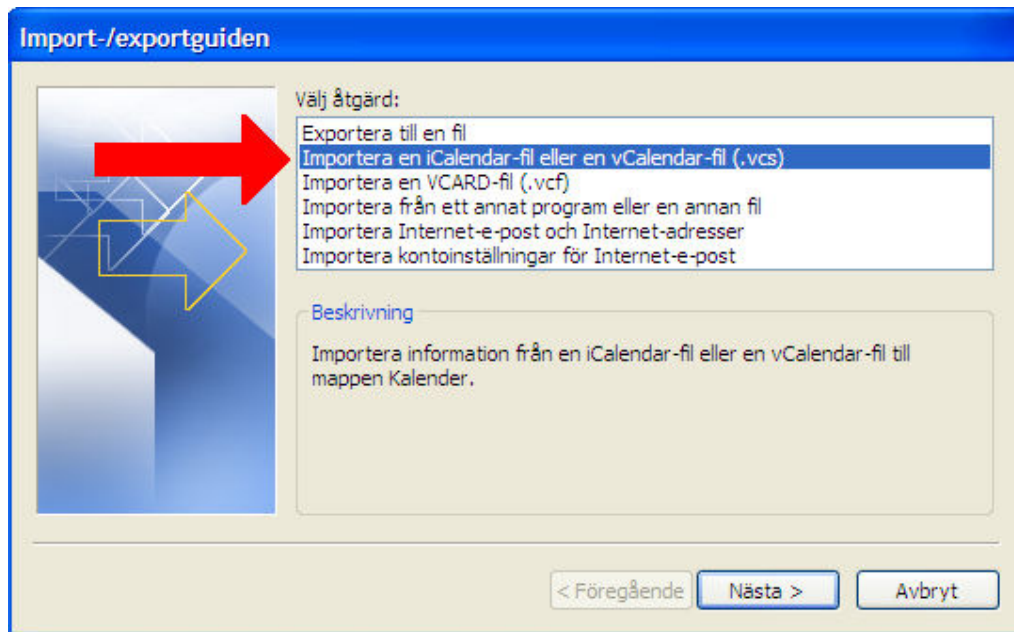 Import-/exportguiden
Välj åtgärd:
Exportera till en fil
Importera en iCalendar-fil eller en vCalendar-fil (.vcs)
Importera en VCARD-fil (.vcf)
Importera från ett annat program eller en annan fil
Importera Internet-e-post och Internet-adresser
Importera kontoinställningar för Internet-e-post
Beskrivning
Importera information från en iCalendar-fil eller en vCalendar-fil till
mappen Kalender.
< Föregående Nästa > Avbryt